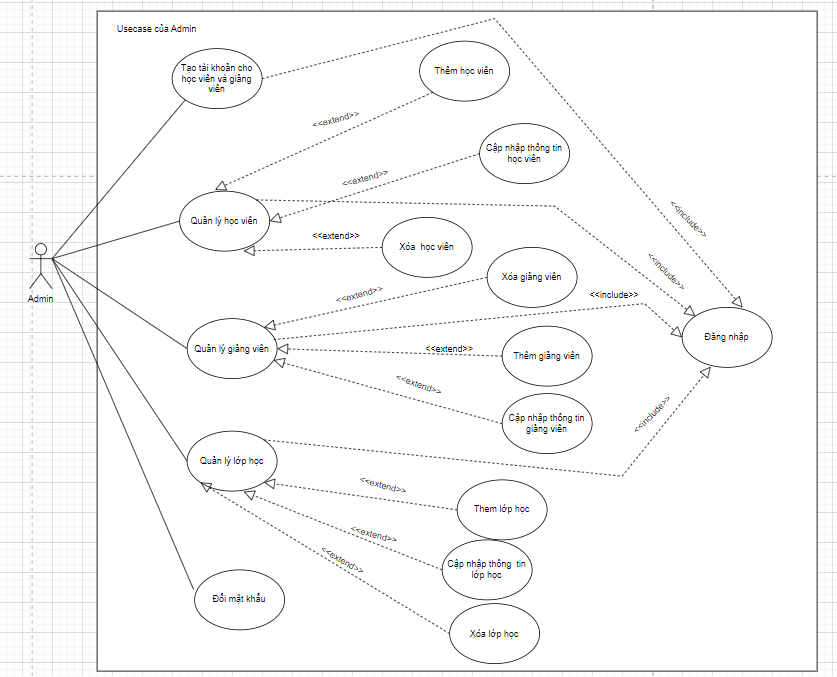 Usecase của Admin
Tạo tài khoản cho
học viên và giảng
viên
Thêm học viên
<<extend>>
Cập nhập thông tin
học viên
<<extend>>
<<include>>
Quản lý học viên
<<extend>>
Xóa học viên
<<include>>
Admin
Xóa giảng viên
<<extend>>
<<include>>
Đăng nhập
Quản lý giảng viên
<<extend>>
Thêm giảng viên
<<extend>>
Cập nhập thông tin
giảng viên
<<include>>
Quản lý lớp học
<<extend>>
Them lớp học
<<extend>>
<<extend>>
Cập nhập thông tin
lớp học
Đổi mật khẩu
Xóa lớp học